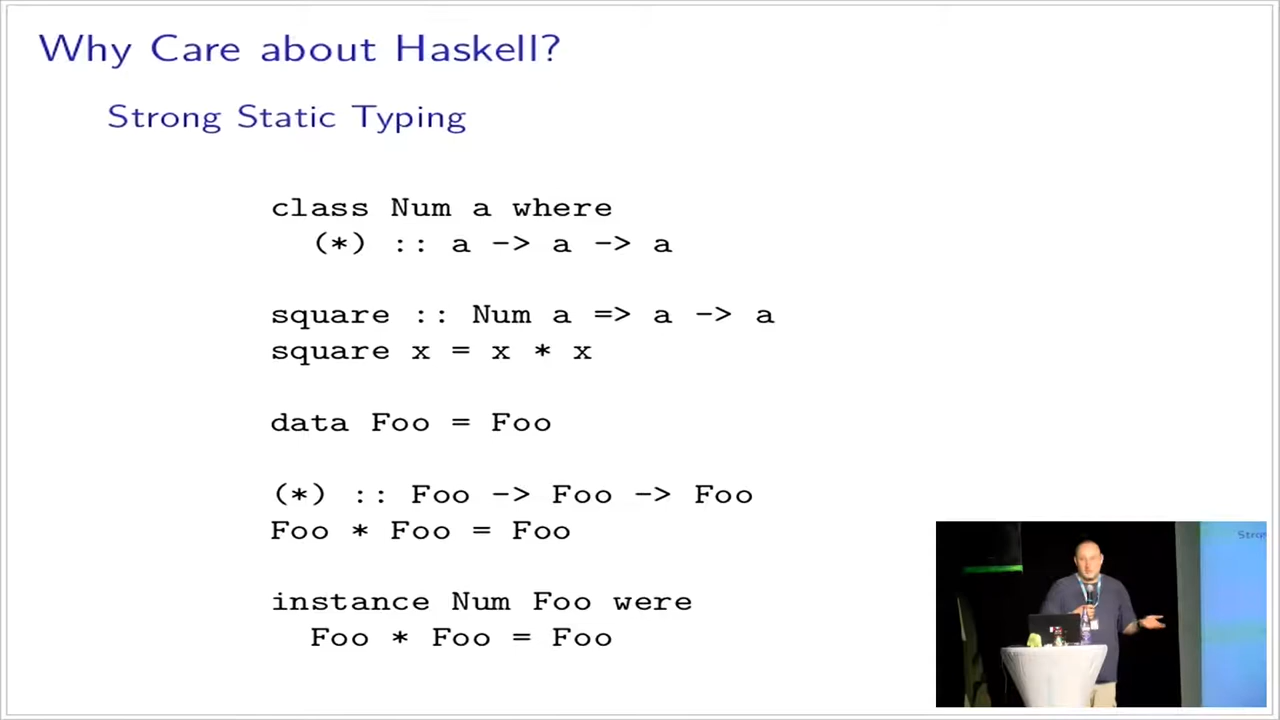 Why Care about Haskell?
Strong Static Typing
class Num a where
(*) :: a -> a -> a
square :: Num a => a -> a
square x = x * x
data Foo = Foo
(*) :: Foo -> Foo -> Foo
Foo * Foo = Foo
instance Num Foo were
Foo * Foo = Foo